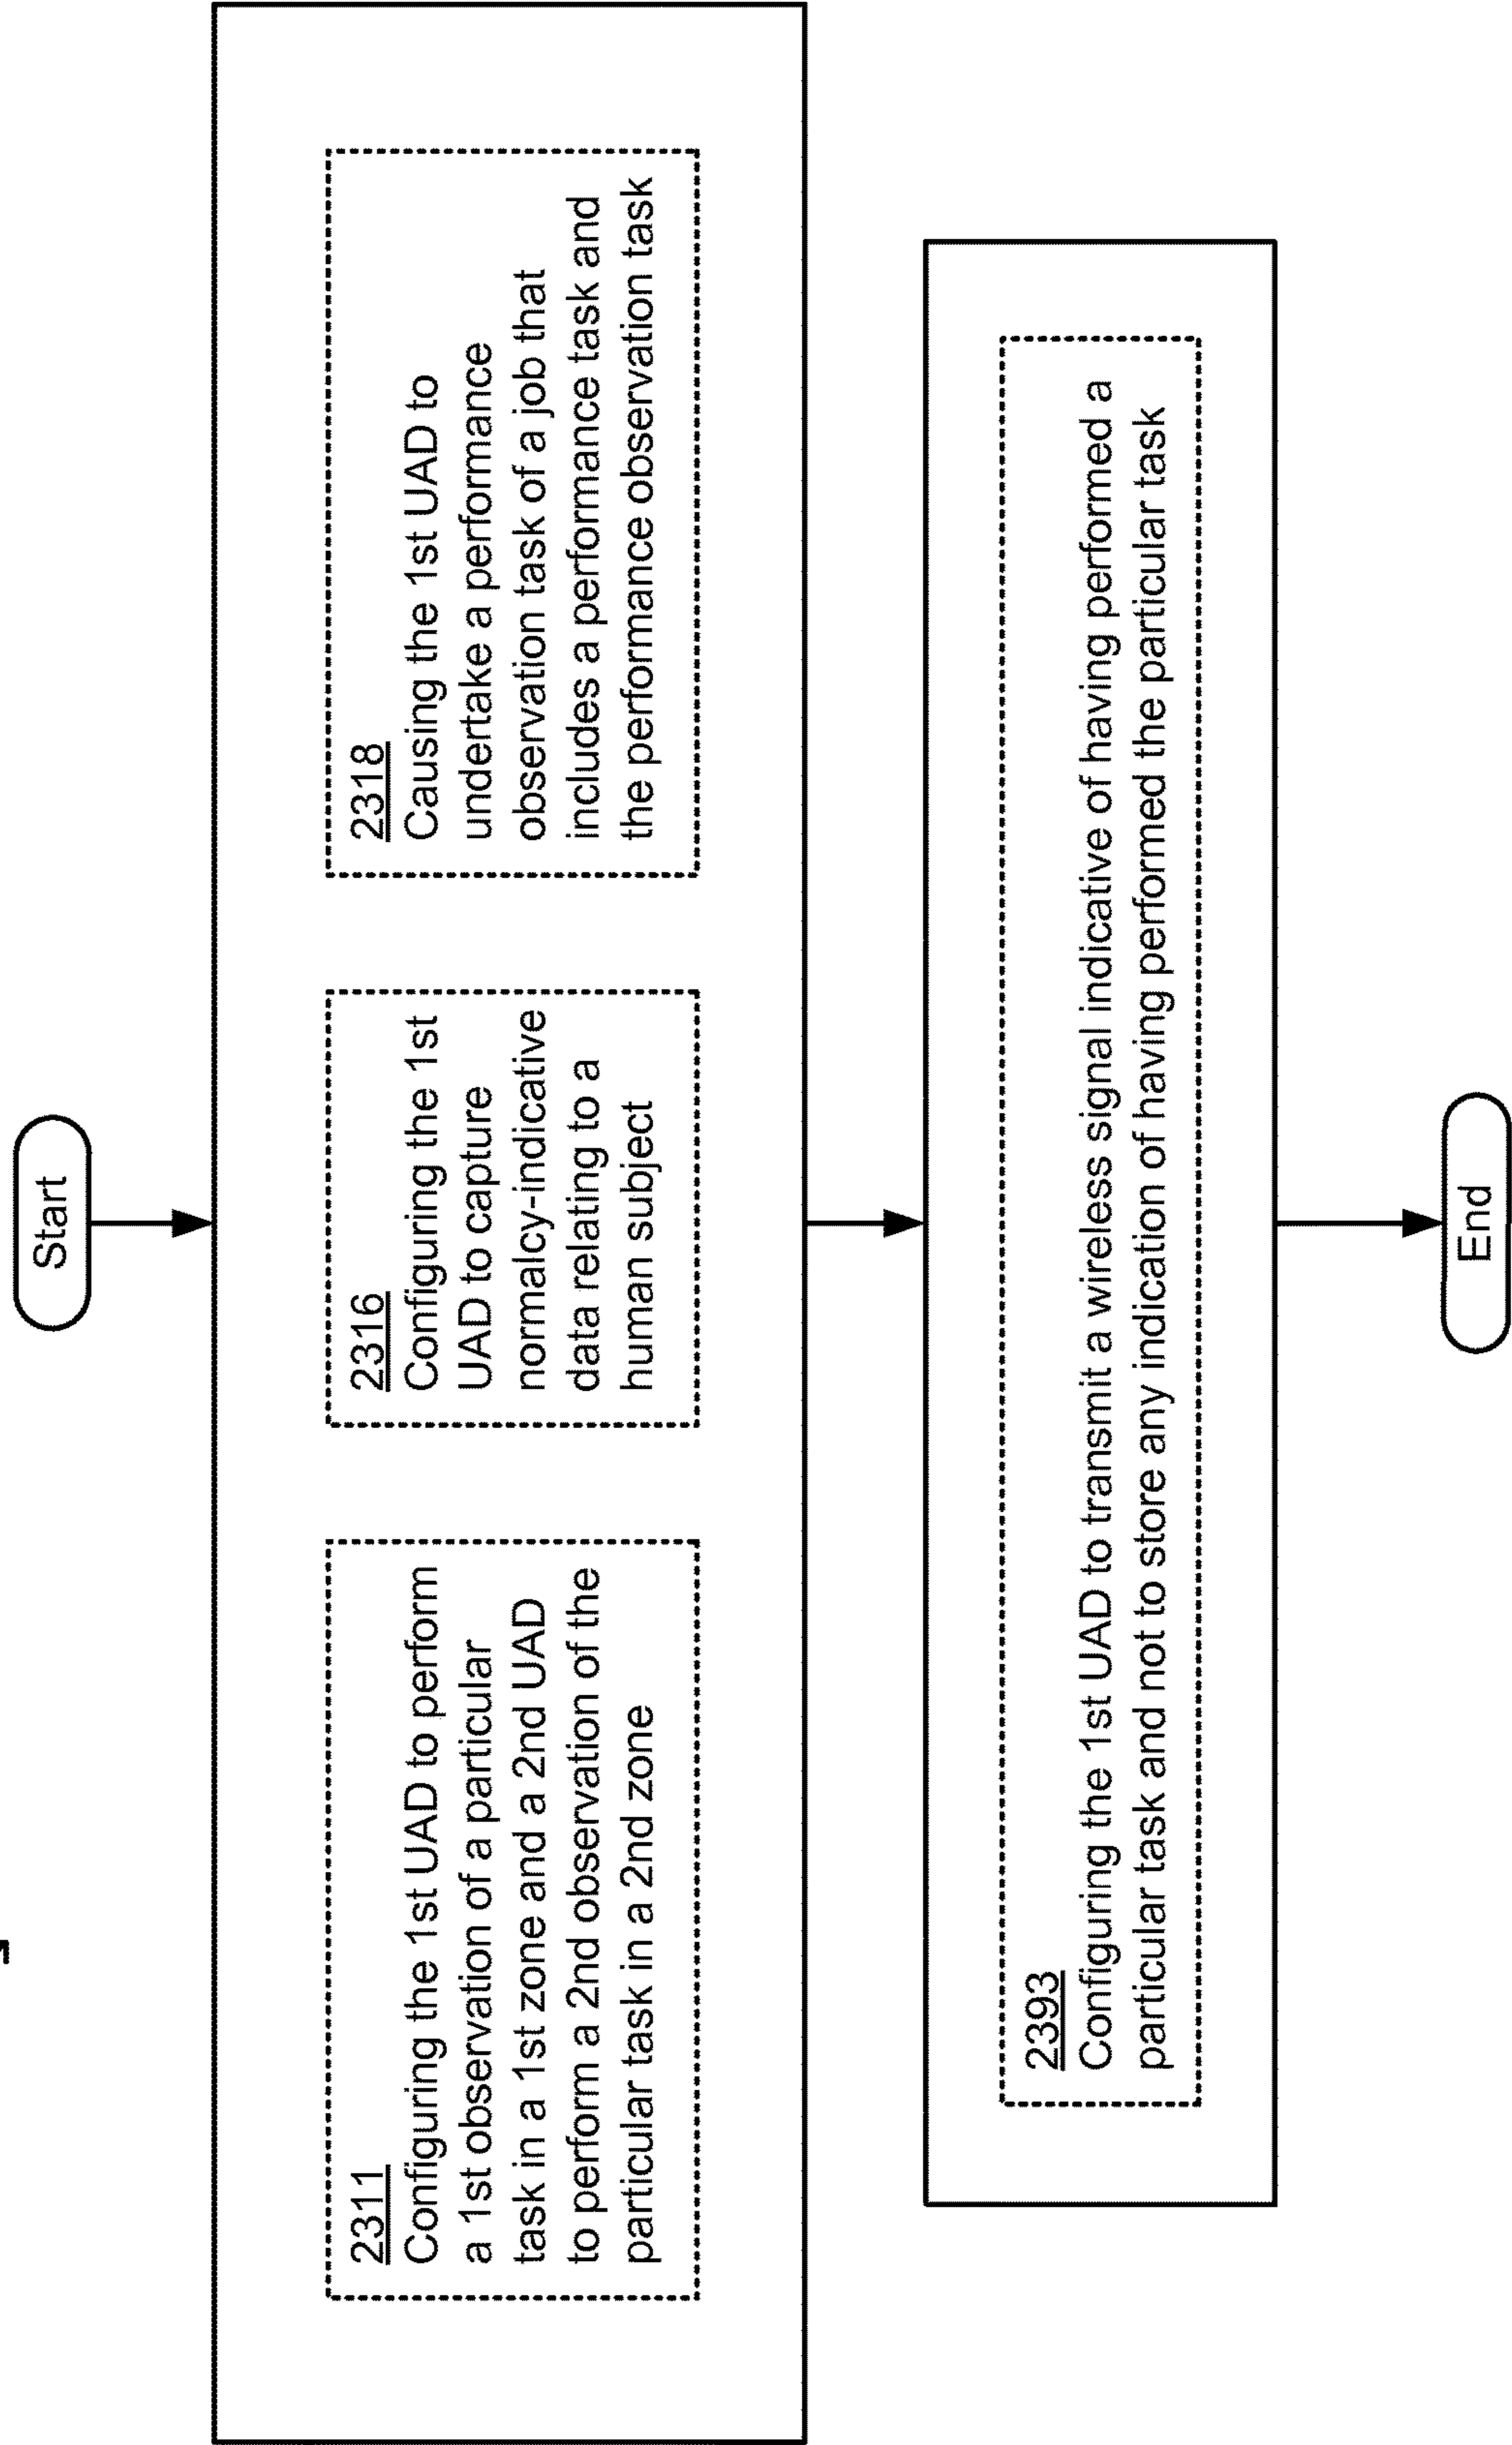 Start
2311
Configuring the 1st UAD to perform
a 1st observation of a particular
task in a 1st zone and a 2nd UAD
to perform a 2nd observation of the
particular task in a 2nd zone
2316
Configuring the 1st
UAD to capture
normalcy-indicative
data relating to a
human subject
2318
Causing the 1st UAD to
undertake a performance
observation task of a job that
includes a performance task and
the performance observation task
2393
Configuring the 1st UAD to transmit a wireless signal indicative of having performed a
particular task and not to store any indication of having performed the particular task
End